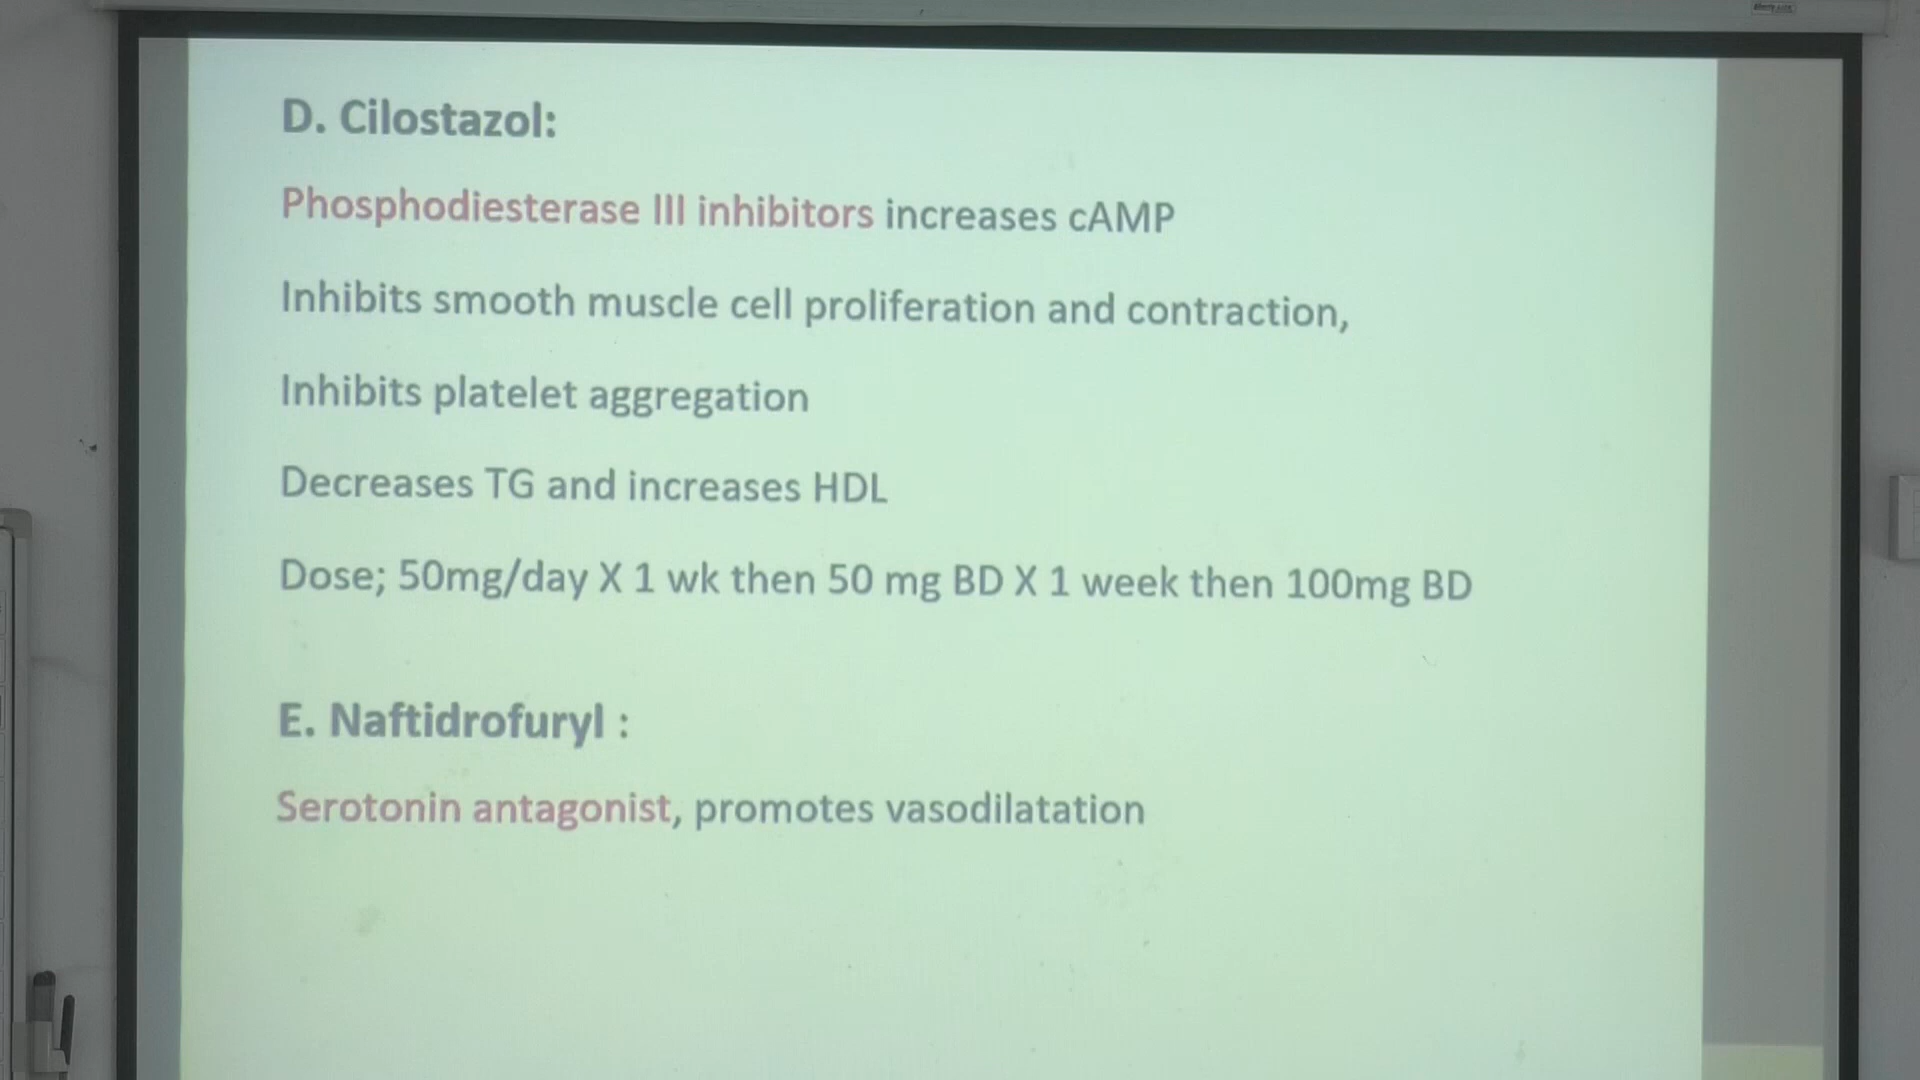 D. Cilostazol:
Phosphodiesterase III inhibitors increases cAMP
Inhibits smooth muscle cell proliferation and contraction,
Inhibits platelet aggregation
Decreases TG and increases HDL
Dose; 50mg/day X 1 wk then 50 mg BD X 1 week then 100mg BD
E. Naftidrofuryl :
Serotonin antagonist, promotes vasodilatation